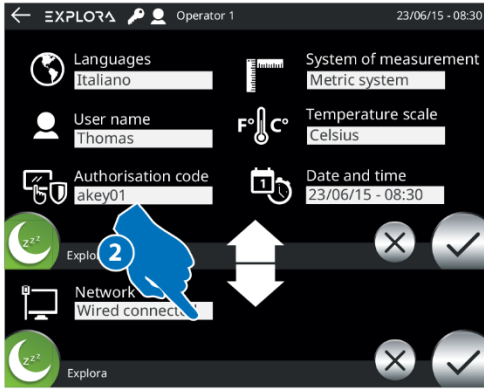 EXPLORA Operator 1 23/06/15 - 08:30
Languages
Italiano
System of measurement
Metric system
User name
Thomas
F° C°
Temperature scale
Celsius
Authorisation code
akey01
1
Date and time
23/06/15 - 08:30
zzz
2
Network
Wired
zzz
Explora